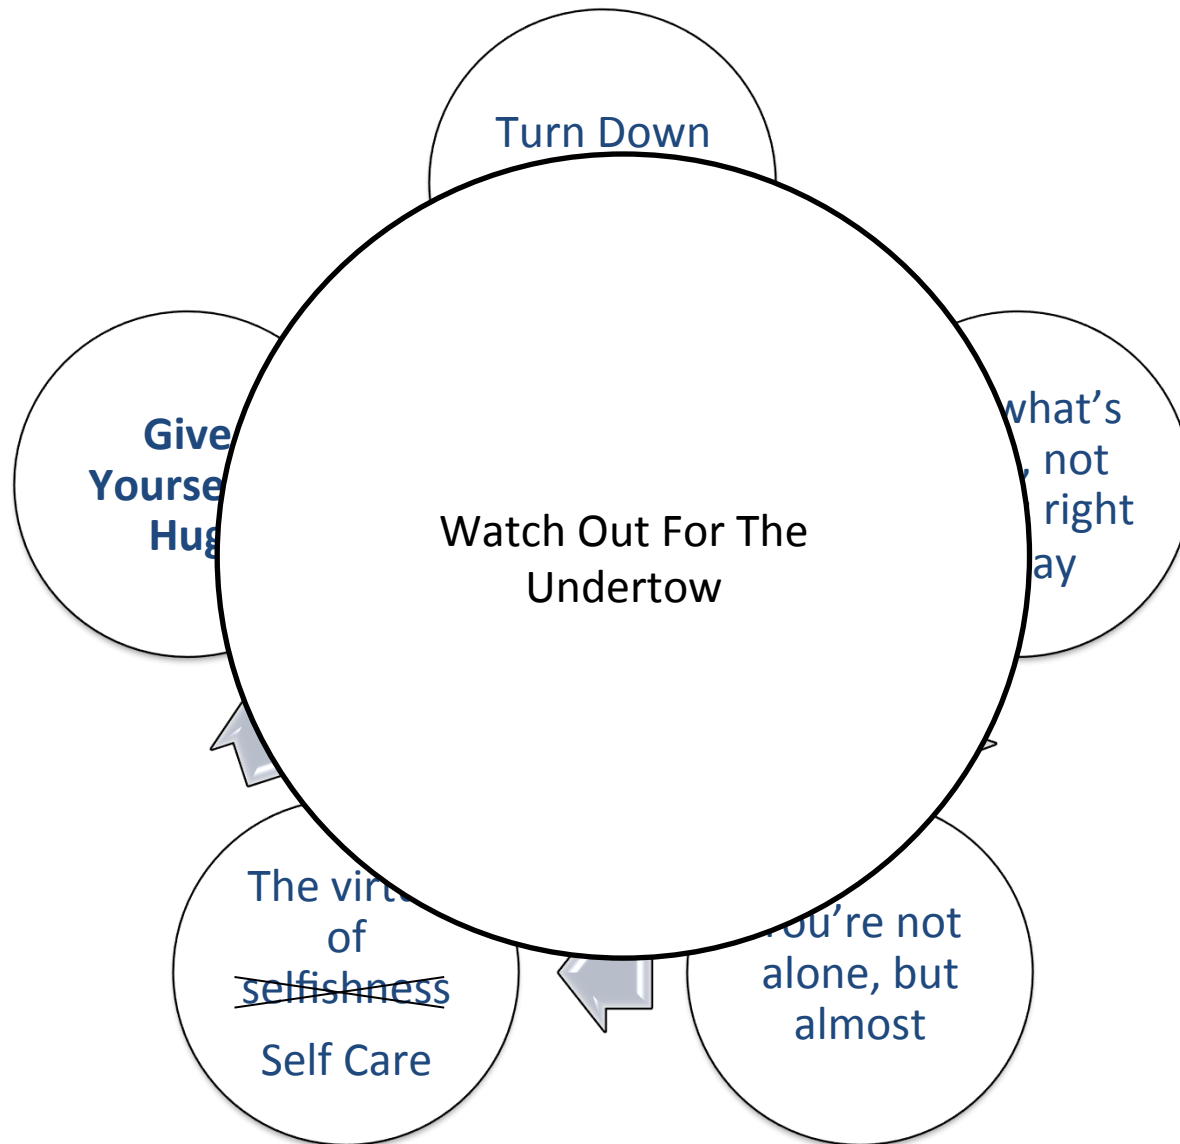 Turn Down
what's
, not
right
ay
Watch Out For The
Undertow
Give
Yourse
Hug
The virt
of
selfishness
Self Care
ou're not
alone, but
almost